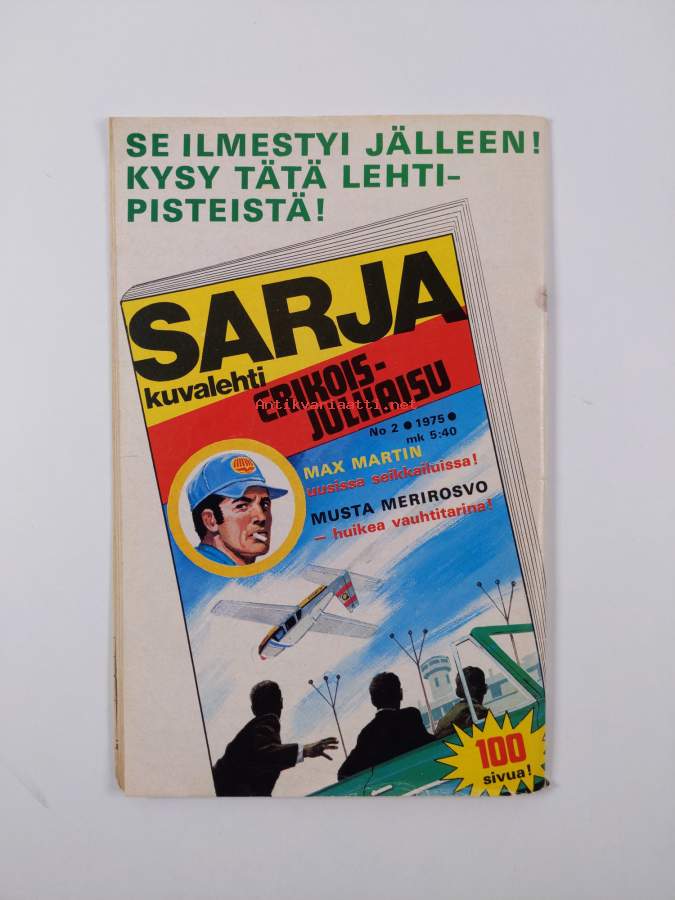 SE ILMESTYI JÄLLEEN!
KYSY TÄTÄ LEHTI-
PISTEISTÄ!
SARJA
kuvalehti
ERIKOIS-
JULKAISU
Antikvariaatti.net
No 2 ● 1975 ●
mk 5:40
MAX MARTIN
uusissa seikkailuissa!
MUSTA MERIROSVO
— huikea vauhtitarina!
100
sivua!